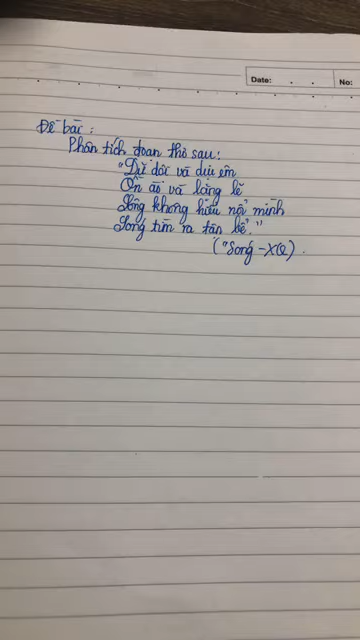 Date: . .
No:
Đề bài:
Phân tích đoạn thơ sau:
"Dữ dội và dịu êm
Ồn ào và lặng lẽ
Sông không hiểu nổi mình
Sóng tìm ra tân bể."
("Sóng - XQ).